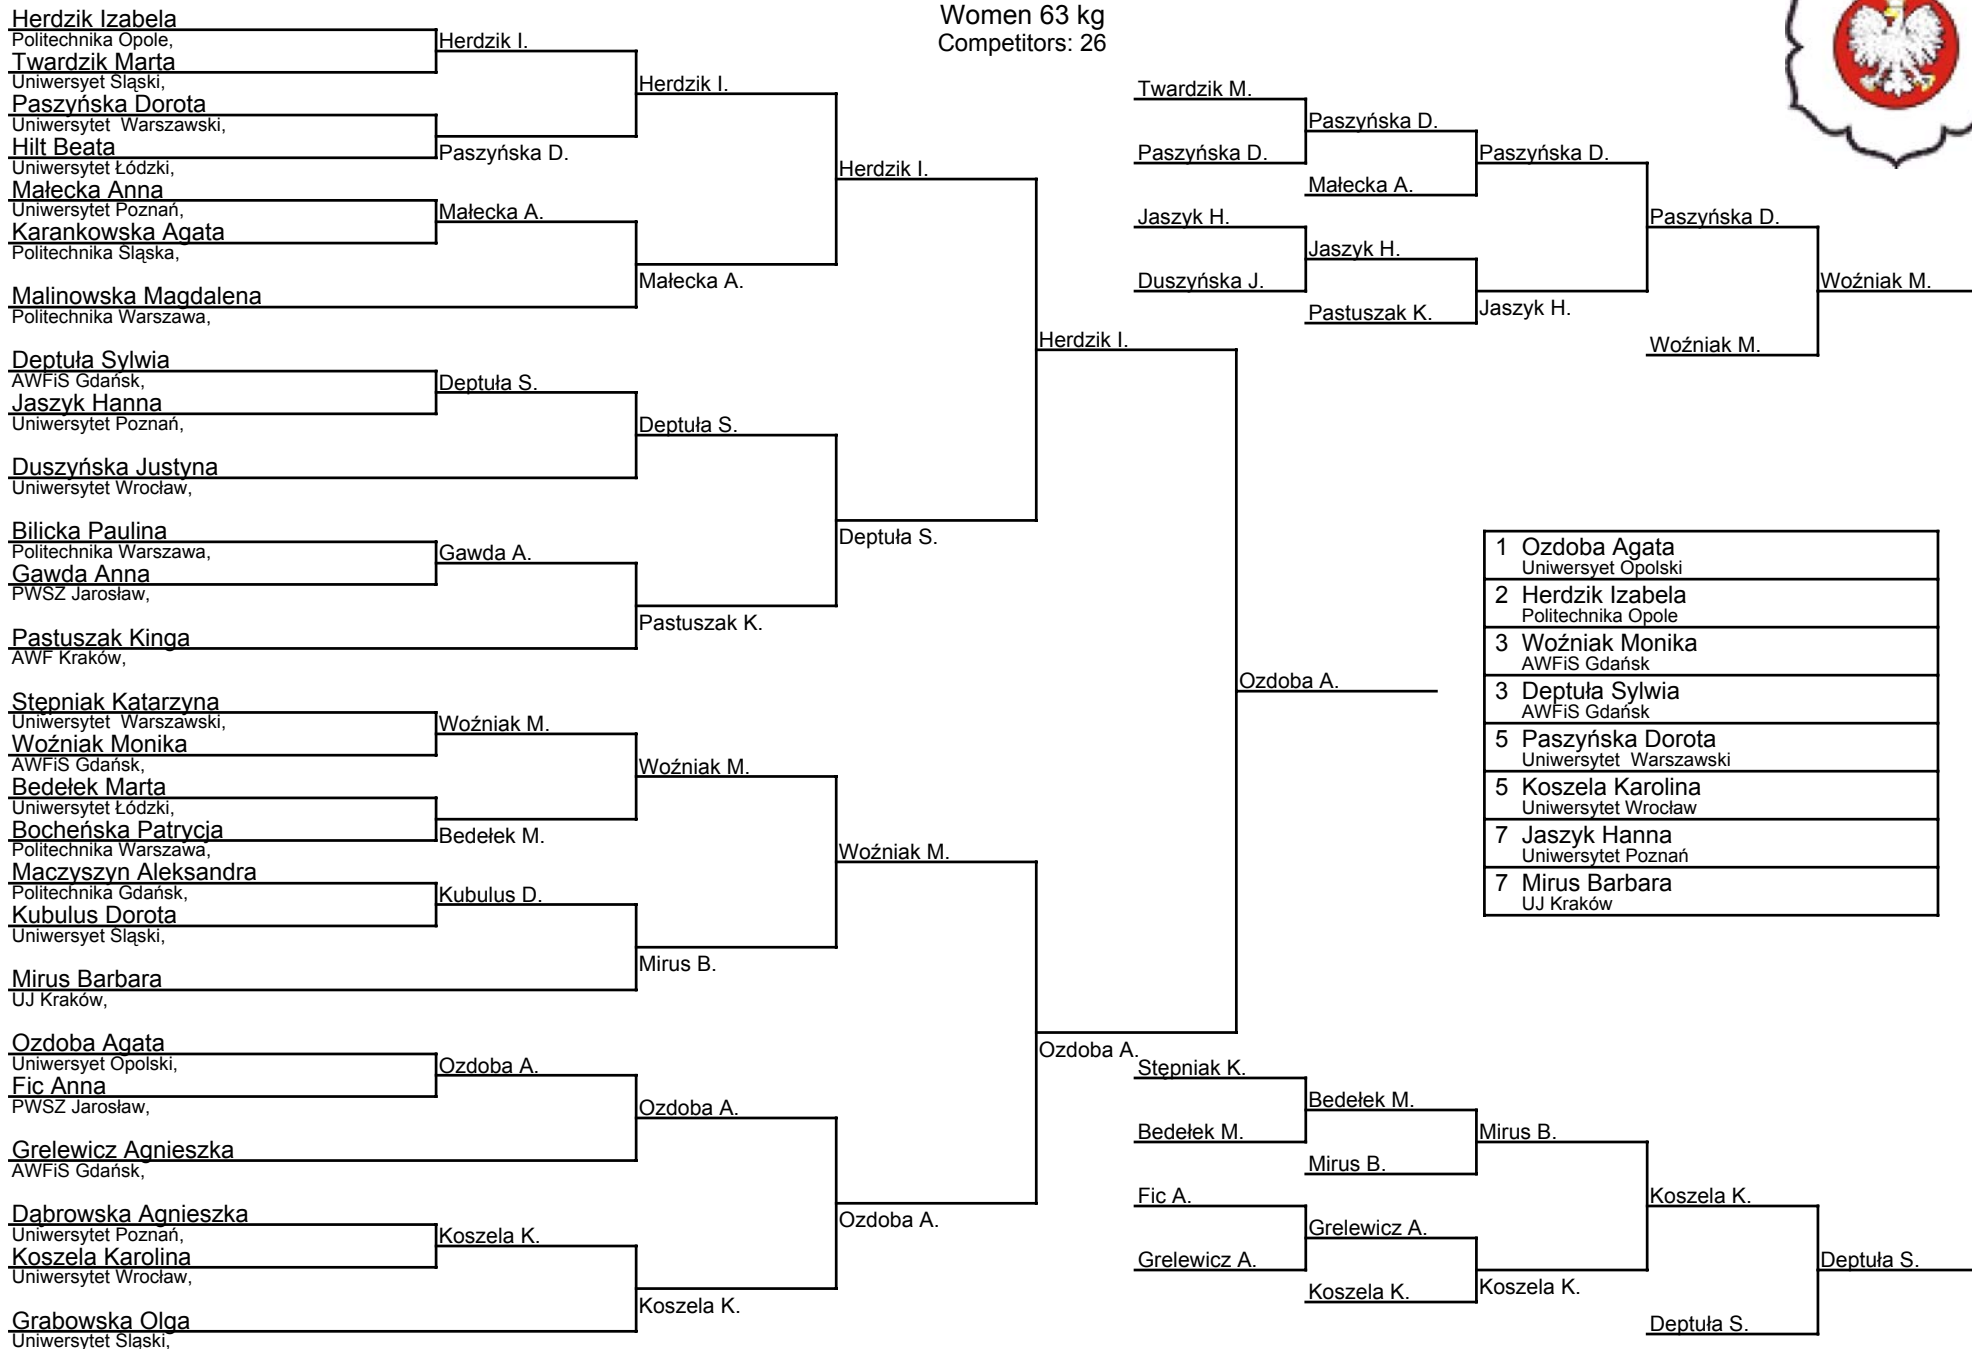 Women 63 kg
Competitors: 26
Herdzik Izabela
Politechnika Opole,
Twardzik Marta
Uniwersyet Śląski,
Paszyńska Dorota
Uniwersytet  Warszawski,
Hilt Beata
Uniwersytet Łódzki,
Małecka Anna
Uniwersytet Poznań,
Karankowska Agata
Politechnika Śląska,
Malinowska Magdalena
Politechnika Warszawa,
Deptuła Sylwia
AWFiS Gdańsk,
Jaszyk Hanna
Uniwersytet Poznań,
Duszyńska Justyna
Uniwersytet Wrocław,
Bilicka Paulina
Politechnika Warszawa,
Gawda Anna
PWSZ Jarosław,
Pastuszak Kinga
AWF Kraków,
Stępniak Katarzyna
Uniwersytet  Warszawski,
Woźniak Monika
AWFiS Gdańsk,
Bedełek Marta
Uniwersytet Łódzki,
Bocheńska Patrycja
Politechnika Warszawa,
Maczyszyn Aleksandra
Politechnika Gdańsk,
Kubulus Dorota
Uniwersyet Śląski,
Mirus Barbara
UJ Kraków,
Ozdoba Agata
Uniwersyet Opolski,
Fic Anna
PWSZ Jarosław,
Grelewicz Agnieszka
AWFiS Gdańsk,
Dąbrowska Agnieszka
Uniwersytet Poznań,
Koszela Karolina
Uniwersytet Wrocław,
Grabowska Olga
Uniwersytet Śląski,
Herdzik I.
Paszyńska D.
Małecka A.
Deptuła S.
Gawda A.
Woźniak M.
Bedełek M.
Kubulus D.
Ozdoba A.
Koszela K.
Herdzik I.
Małecka A.
Deptuła S.
Pastuszak K.
Woźniak M.
Mirus B.
Ozdoba A.
Koszela K.
Herdzik I.
Deptuła S.
Woźniak M.
Ozdoba A.
Herdzik I.
Ozdoba A.
Ozdoba A.
Twardzik M.
Paszyńska D.
Jaszyk H.
Duszyńska J.
Paszyńska D.
Małecka A.
Jaszyk H.
Pastuszak K.
Paszyńska D.
Jaszyk H.
Paszyńska D.
Woźniak M.
Woźniak M.
1 Ozdoba Agata
Uniwersyet Opolski
2 Herdzik Izabela
Politechnika Opole
3 Woźniak Monika
AWFiS Gdańsk
3 Deptuła Sylwia
AWFiS Gdańsk
5 Paszyńska Dorota
Uniwersytet  Warszawski
5 Koszela Karolina
Uniwersytet Wrocław
7 Jaszyk Hanna
Uniwersytet Poznań
7 Mirus Barbara
UJ Kraków
Stępniak K.
Bedełek M.
Fic A.
Grelewicz A.
Bedełek M.
Mirus B.
Grelewicz A.
Koszela K.
Mirus B.
Koszela K.
Koszela K.
Deptuła S.
Deptuła S.